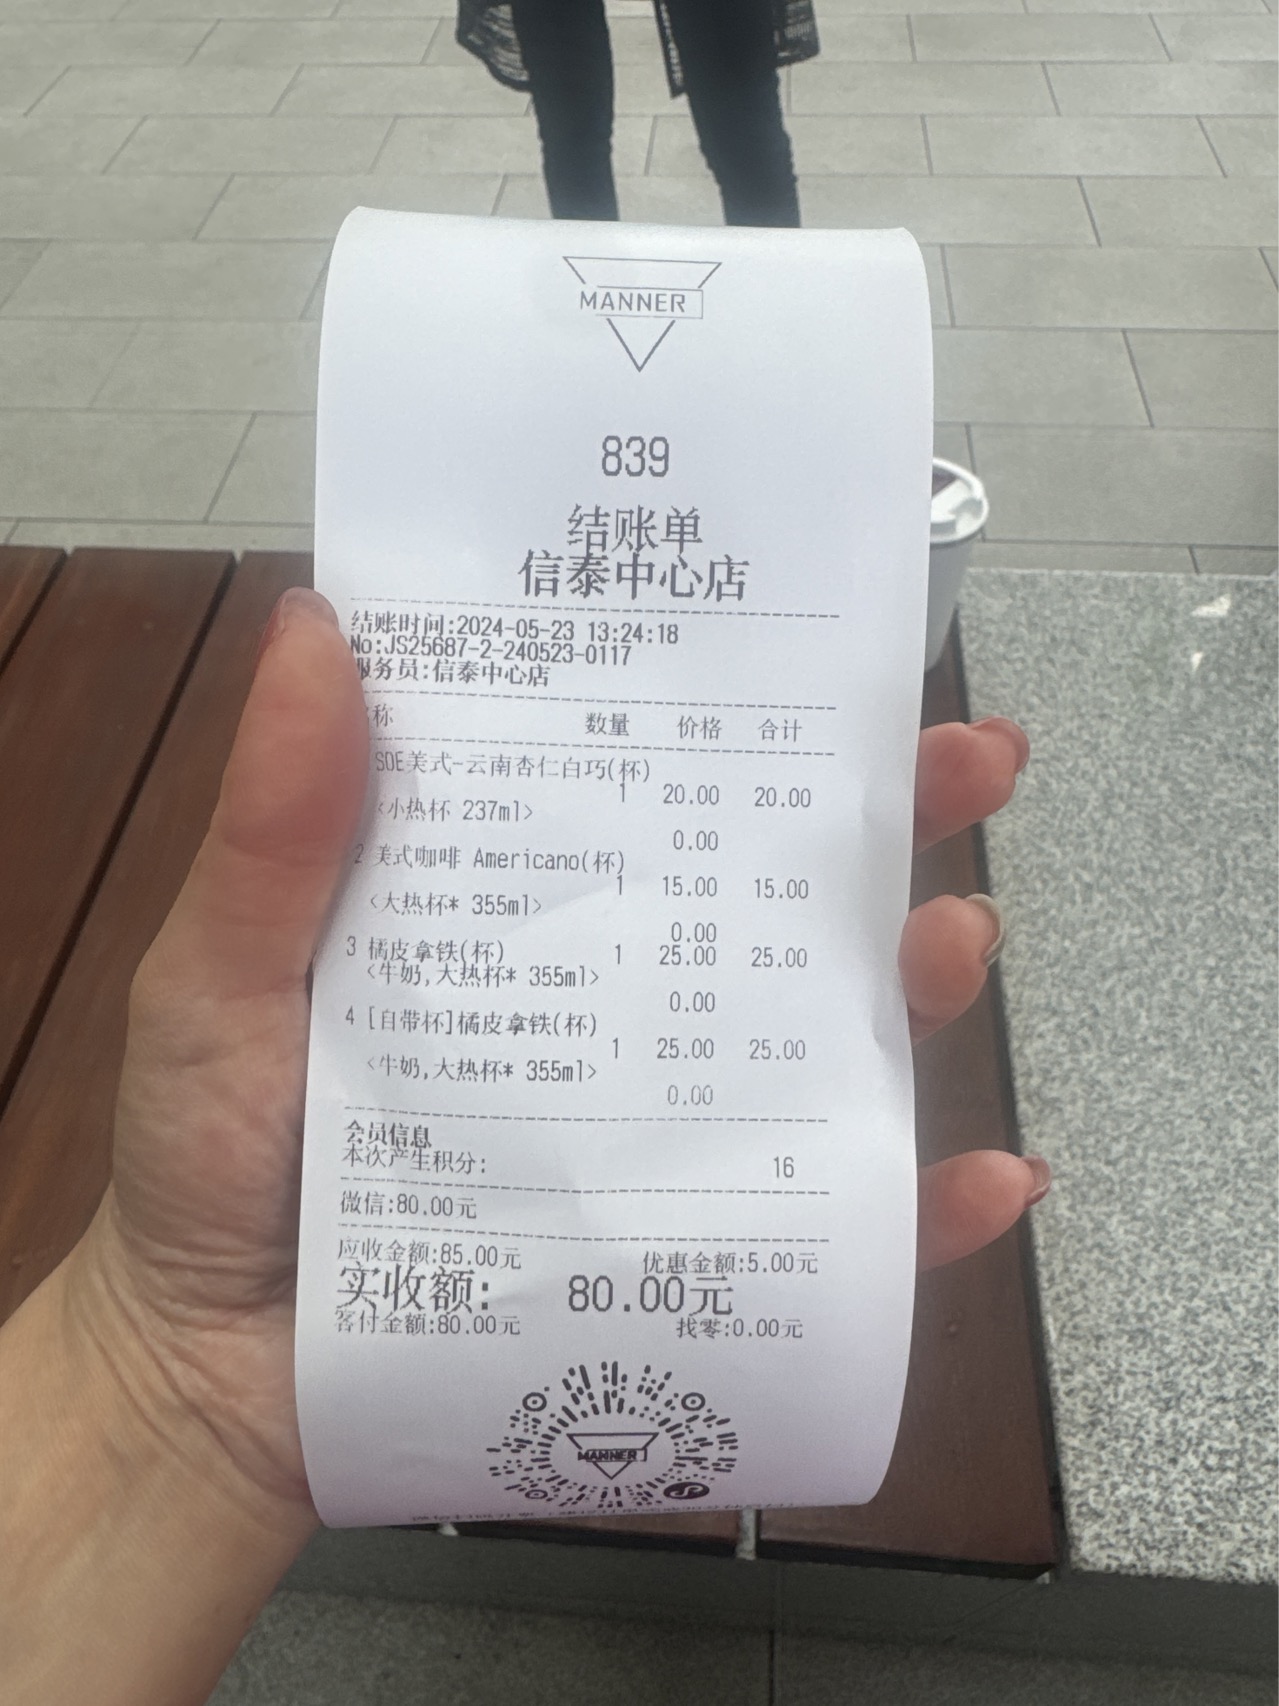 MANNER
839
结账单
信泰中心店
结账时间:2024-05-23 13:24:18
No:JS25687-2-240523-0117
服务员:信泰中心店
称 数量 价格 合计
SOE美式-云南杏仁白巧(杯)
1 20.00 20.00
<小热杯 237ml>
0.00
2 美式咖啡 Americano(杯)
1 15.00 15.00
<大热杯* 355ml>
0.00
3 橘皮拿铁(杯) 1 25.00 25.00
<牛奶,大热杯* 355ml>
0.00
4 [自带杯]橘皮拿铁(杯)
1 25.00 25.00
<牛奶,大热杯* 355ml>
0.00
会员信息
本次产生积分: 16
微信:80.00元
应收金额:85.00元 优惠金额:5.00元
实收额: 80.00元
客付金额:80.00元 找零:0.00元
MANNER